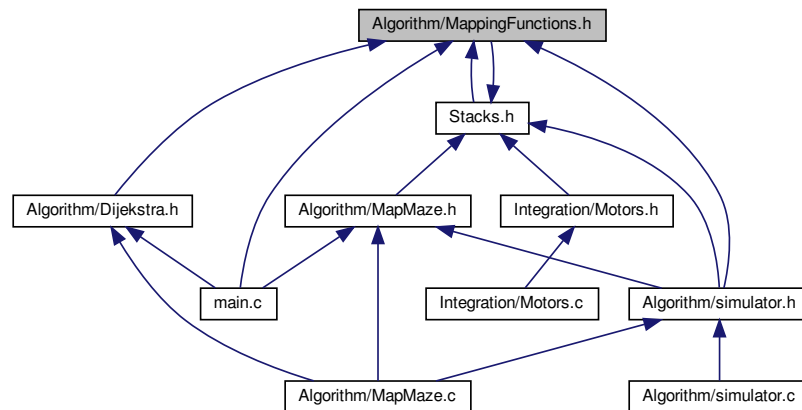 Algorithm/MappingFunctions.h
Stacks.h
Algorithm/Dijekstra.h
Algorithm/MapMaze.h
Integration/Motors.h
main.c
Integration/Motors.c
Algorithm/simulator.h
Algorithm/MapMaze.c
Algorithm/simulator.c